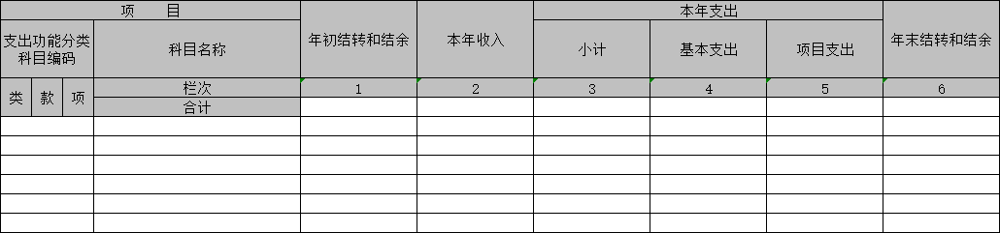 项 目
年初结转和结余
本年收入
本年支出
年末结转和结余
支出功能分类
科目编码
科目名称
小计
基本支出
项目支出
类 款 项
栏次 1 2 3 4 5 6
合计